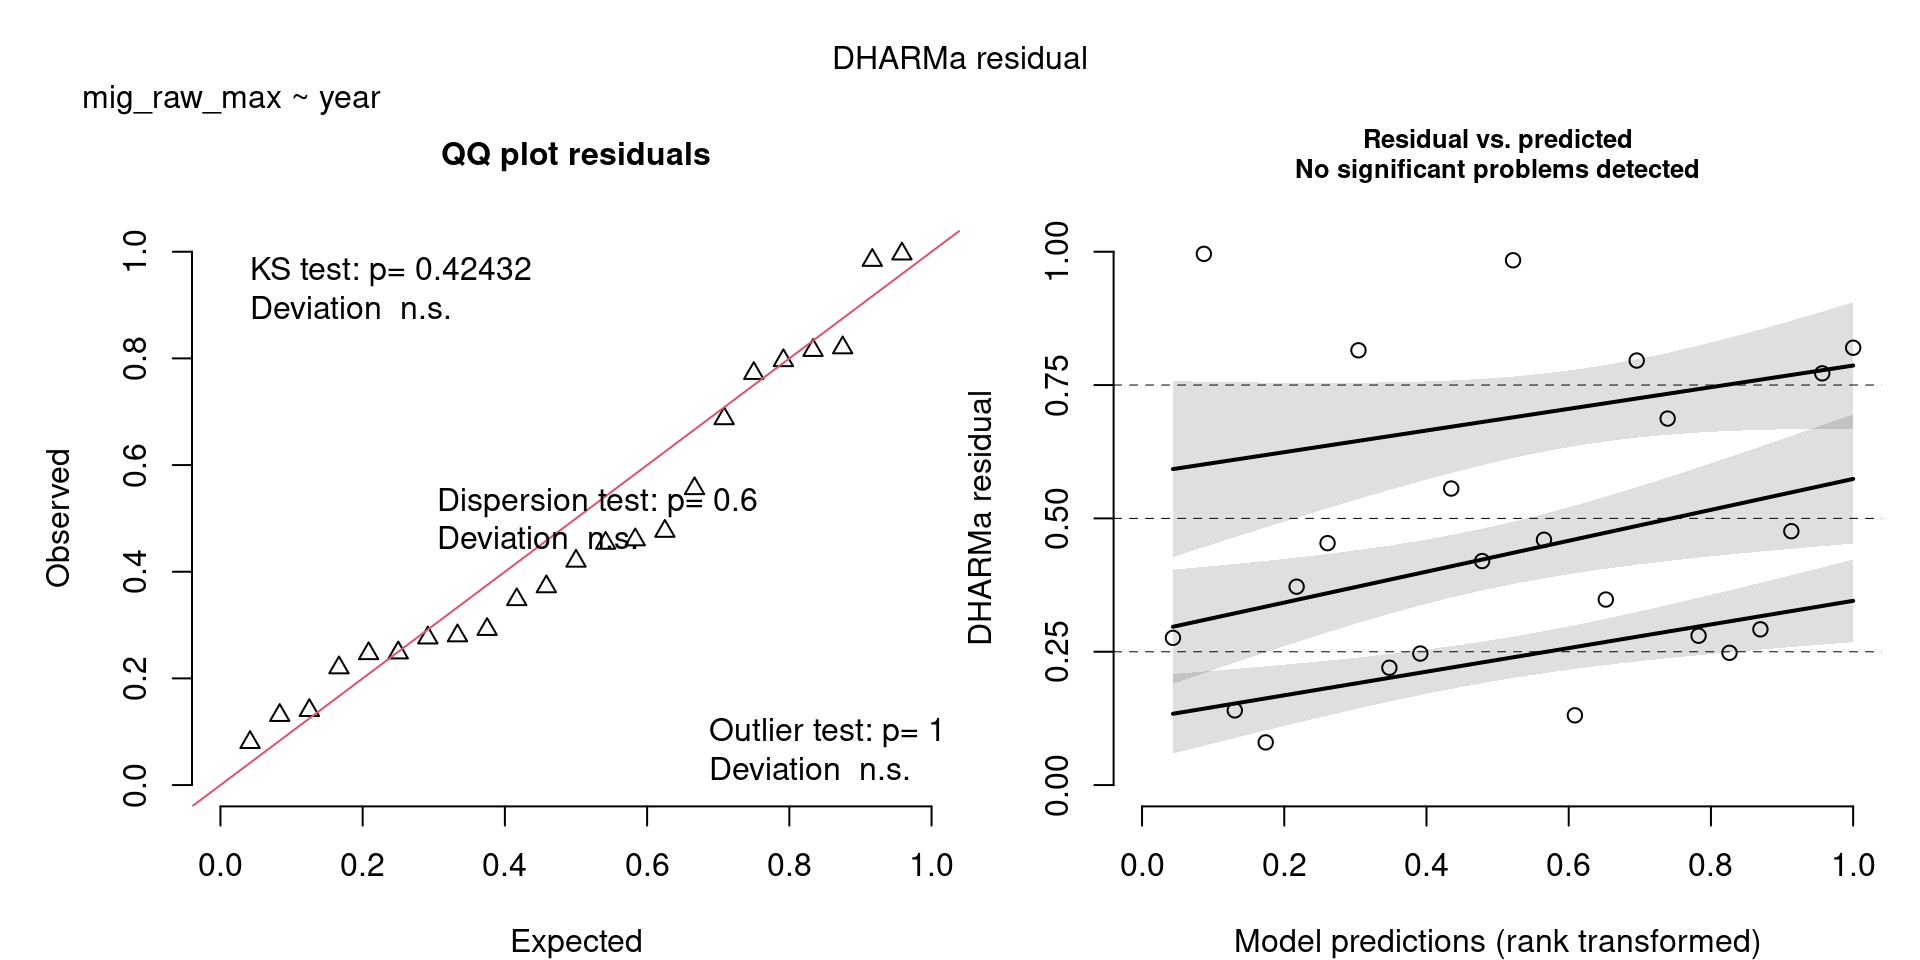 DHARMa residual
mig_raw_max ~ year
QQ plot residuals
KS test: p= 0.42432
Deviation  n.s.
Dispersion test: p= 0.6
Deviation  n.s.
Outlier test: p= 1
Deviation  n.s.
Observed
0.0 0.2 0.4 0.6 0.8 1.0
0.0 0.2 0.4 0.6 0.8 1.0
Expected
Residual vs. predicted
No significant problems detected
DHARMa residual
0.00 0.25 0.50 0.75 1.00
0.0 0.2 0.4 0.6 0.8 1.0
Model predictions (rank transformed)